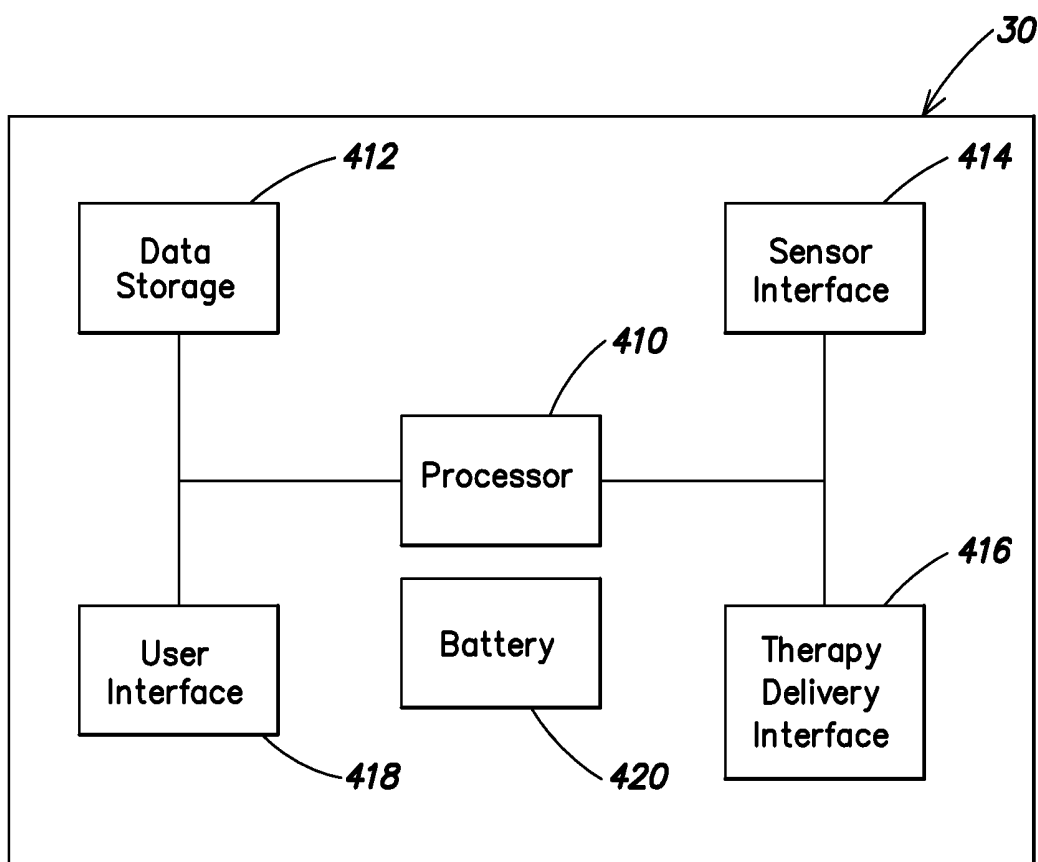 30
412
414
Data
Storage
Sensor
Interface
410
Processor
416
User
Interface
Battery
Therapy
Delivery
Interface
418
420